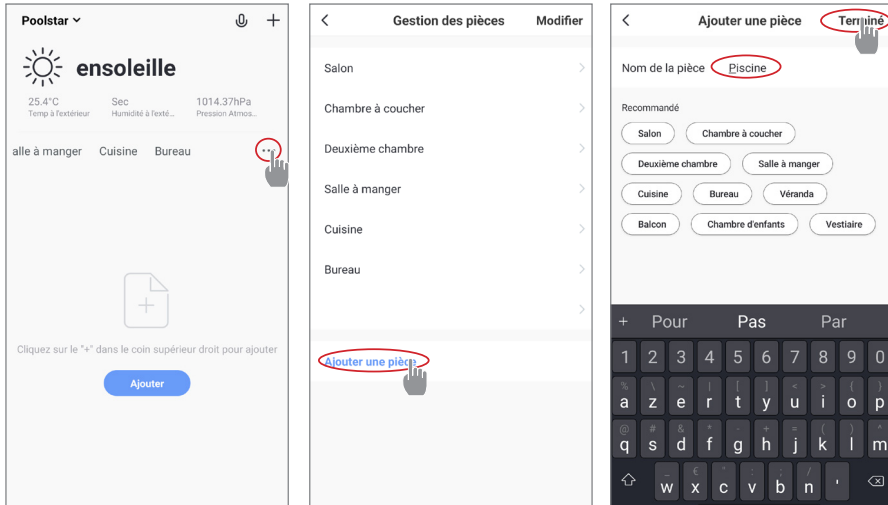 Poolstar
ensoleille
25.4°C Sec 1014.37hPa
Temp à l'extérieur Humidité à l'exté... Pression Atmos...
alle à manger Cuisine Bureau ...
Cliquez sur le "+" dans le coin supérieur droit pour ajouter
Ajouter
Gestion des pièces Modifier
Salon
Chambre à coucher
Deuxième chambre
Salle à manger
Cuisine
Bureau
Ajouter une pièce
Ajouter une pièce Terminé
Nom de la pièce Piscine
Recommandé
Salon Chambre à coucher
Deuxième chambre Salle à manger
Cuisine Bureau Véranda
Balcon Chambre d'enfants Vestiaire
+ Pour Pas Par
1 2 3 4 5 6 7 8 9 0
% \ ~ | [ ] < > { }
a z e r t y u i o p
@ # & * - + = ( ) ^
q s d f g h j k l m
_ € " : ; /
w x c v b n '